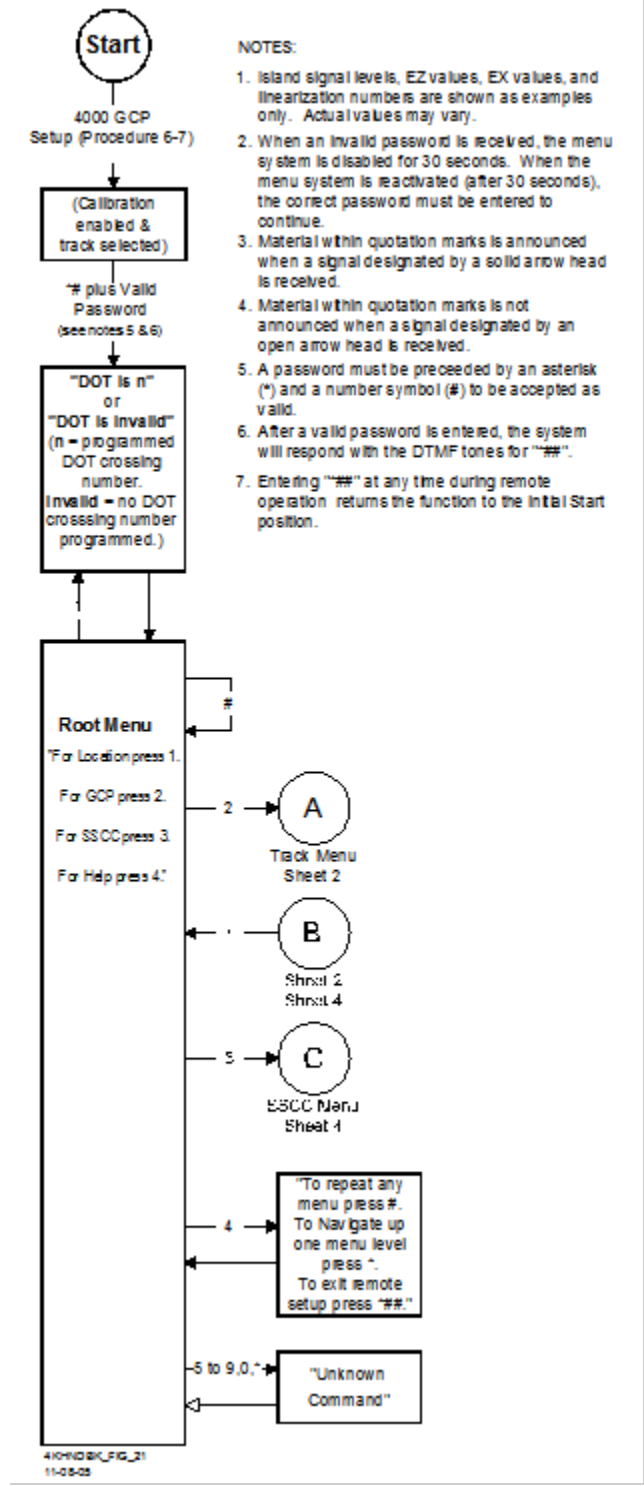 Start
4000 GCP
Setup (Procedure 6-7)
(Calibration
enabled &
track selected)
*# plus Valid
Password
(see notes 5 & 6)
"DOT is n"
or
"DOT is Invalid"
(n = programmed
DOT crossing
number.
Invalid = no DOT
crosssing number
programmed.)
NOTES:
1. Island signal levels, EZ values, EX values, and
linearization numbers are shown as examples
only. Actual values may vary.
2. When an invalid password is received, the menu
system is disabled for 30 seconds. When the
menu system is reactivated (after 30 seconds),
the correct password must be entered to
continue.
3. Material within quotation marks is announced
when a signal designated by a solid arrow head
is received.
4. Material within quotation marks is not
announced when a signal designated by an
open arrow head is received.
5. A password must be preceeded by an asterisk
(*) and a number symbol (#) to be accepted as
valid.
6. After a valid password is entered, the system
will respond with the DTMF tones for "*##".
7. Entering "*##" at any time during remote
operation returns the function to the initial Start
position.
*
Root Menu
"For Location press 1.
For GCP press 2.
For SSCC press 3.
For Help press 4."
#
2
A
Track Menu
Sheet 2
*
B
Sheet 2
Sheet 4
3
C
SSCC Menu
Sheet 4
4
"To repeat any
menu press #.
To Navigate up
one menu level
press *.
To exit remote
setup press *##."
5 to 9,0,*
"Unknown
Command"
4KHNDBK_FIG_21
11-08-05